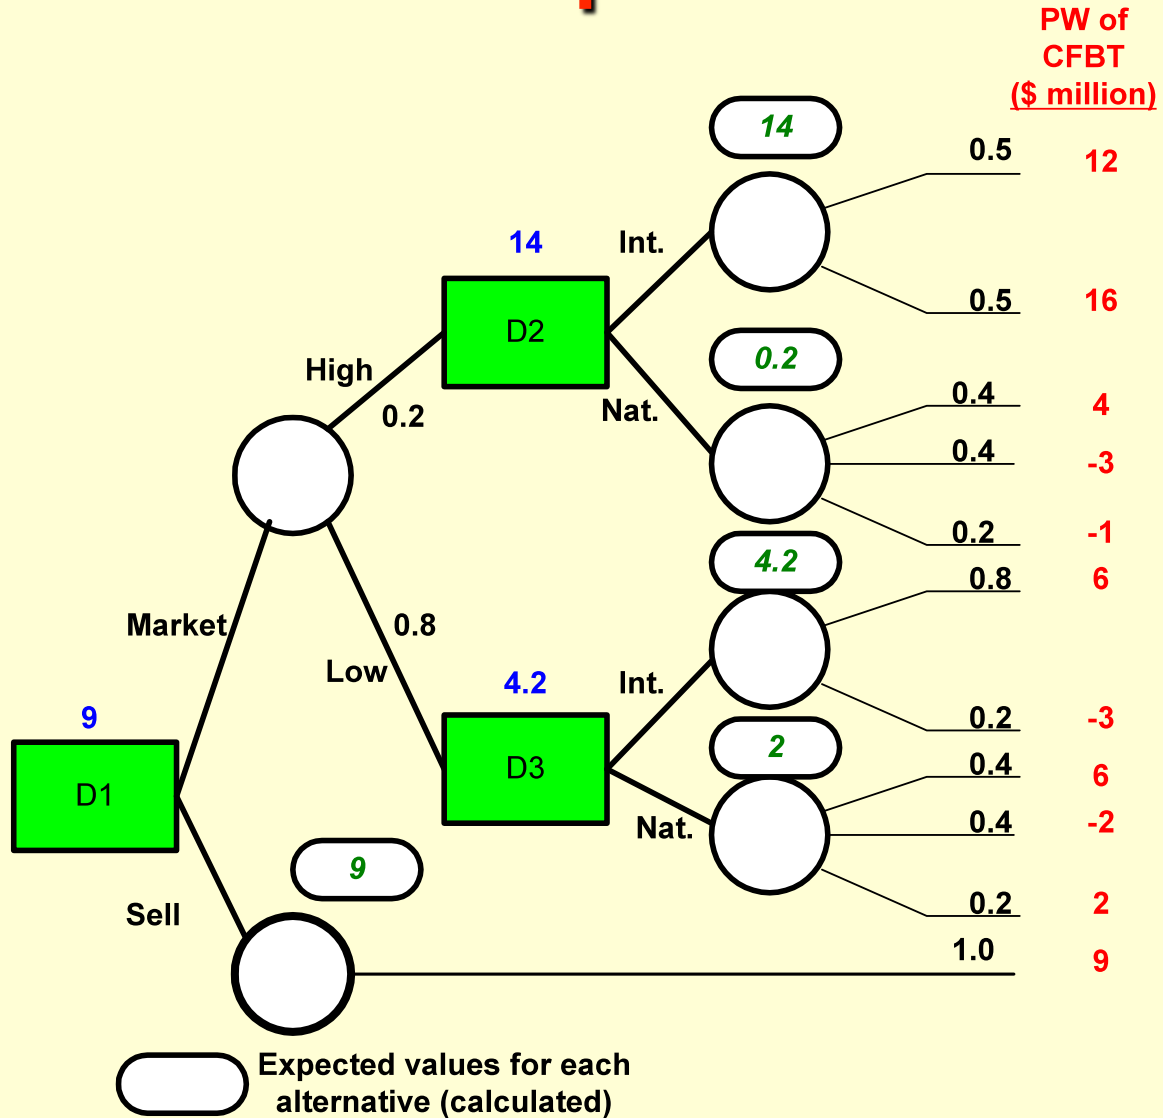 PW of
CFBT
($ million)
14
0.5
12
14
Int.
0.5
16
D2
0.2
High
0.2
Nat.
0.4
4
0.4
-3
0.2
-1
4.2
0.8
6
Market
0.8
Low
4.2
Int.
0.2
-3
9
2
D1
D3
0.4
6
Nat.
0.4
-2
9
Sell
0.2
2
1.0
9
Expected values for each
alternative (calculated)